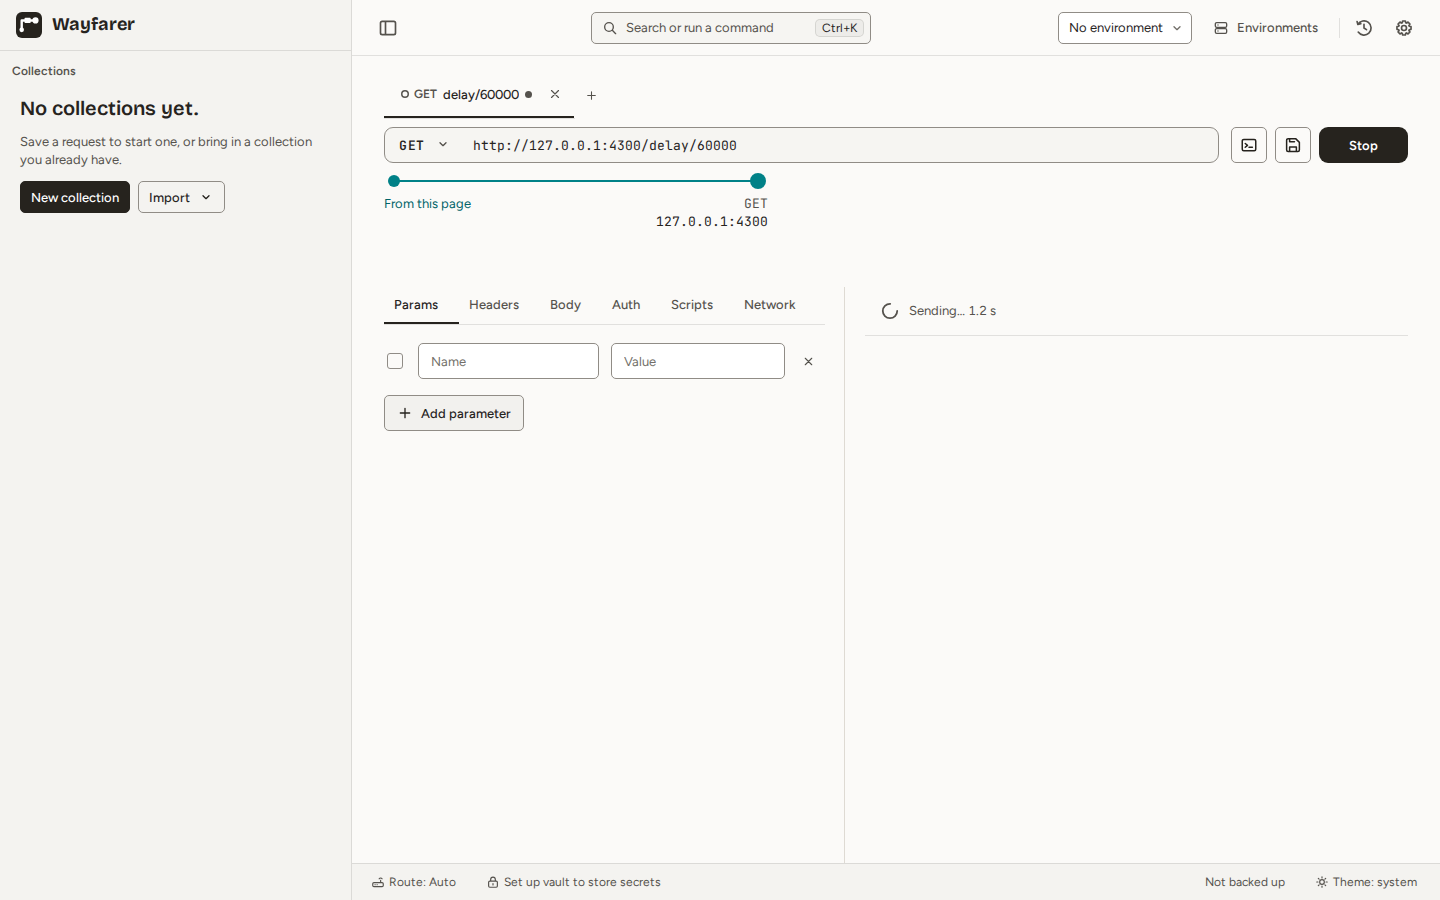 Wayfarer
Search or run a command Ctrl+K
No environment
Environments
Collections
No collections yet.
Save a request to start one, or bring in a collection
you already have.
New collection
Import
GET delay/60000
GET http://127.0.0.1:4300/delay/60000
Stop
From this page
GET
127.0.0.1:4300
Params Headers Body Auth Scripts Network
Name
Value
Add parameter
Sending... 1.2 s
Route: Auto
Set up vault to store secrets
Not backed up
Theme: system